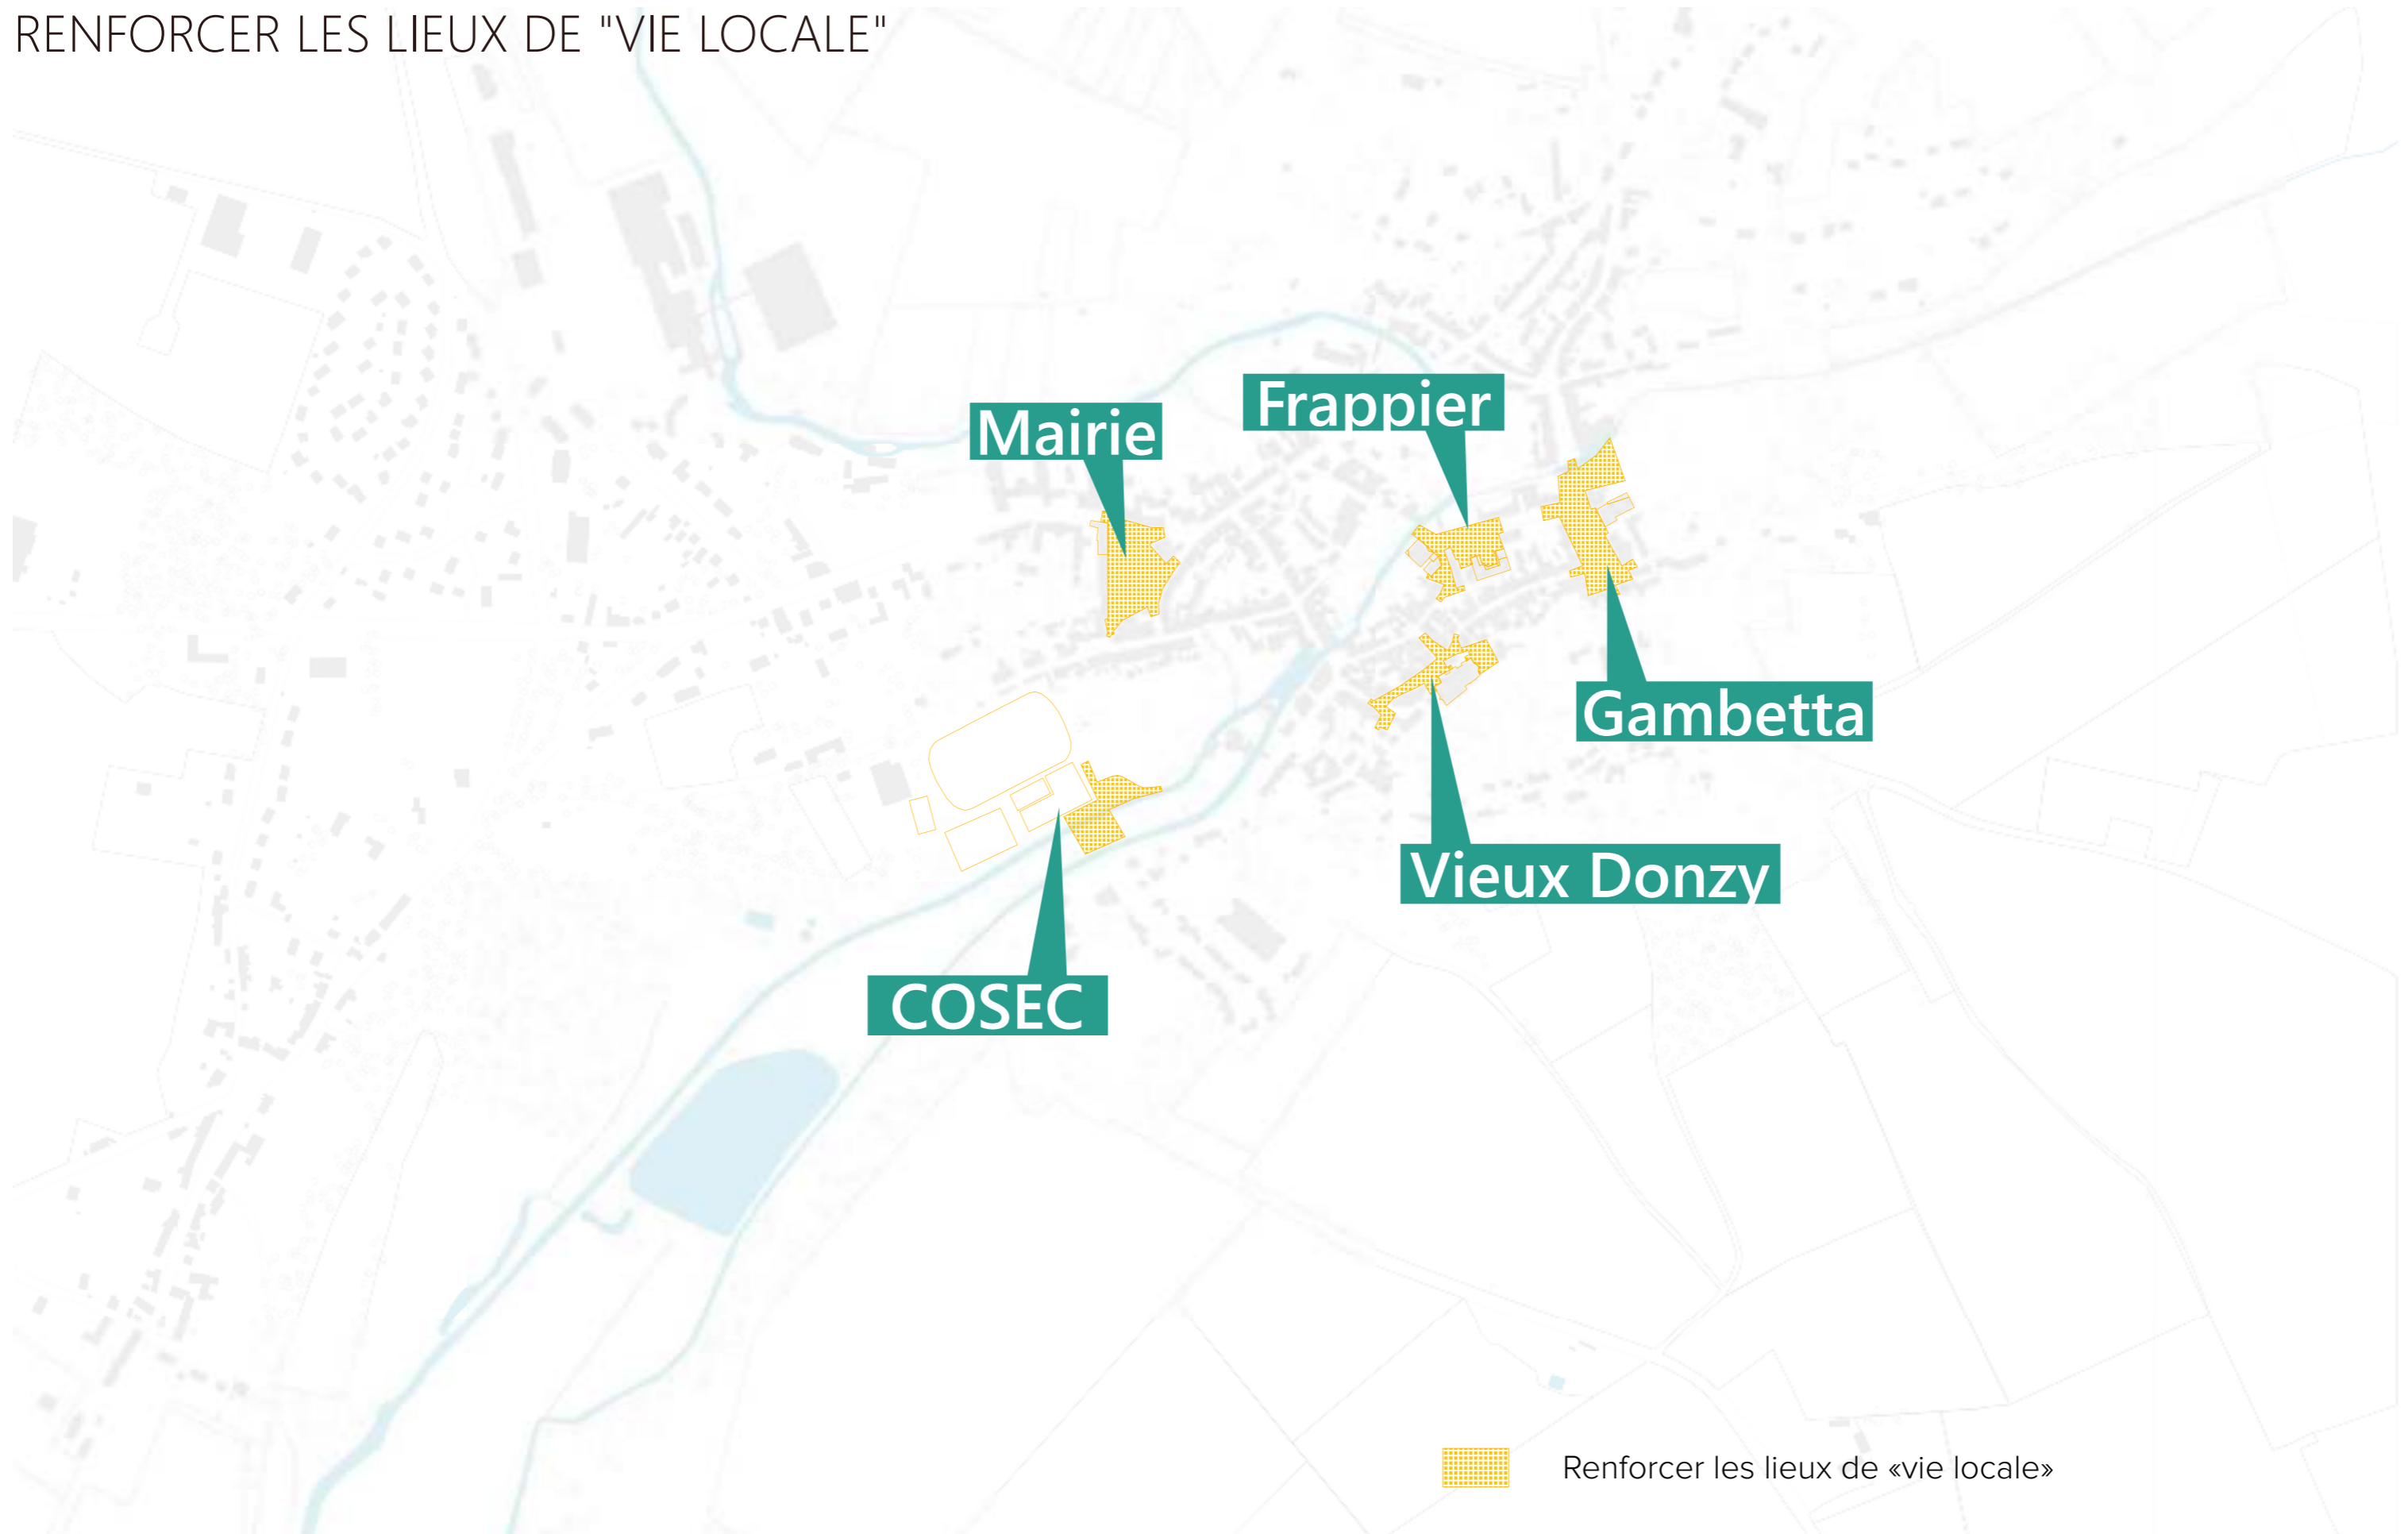 RENFORCER LES LIEUX DE "VIE LOCALE"
Frappier
Mairie
Gambetta
Vieux Donzy
COSEC
Renforcer les lieux de «vie locale»